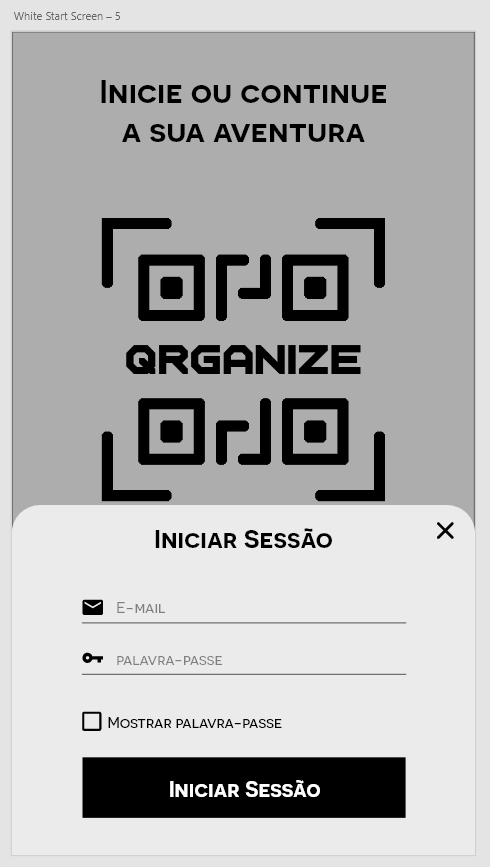 White Start Screen – 5
Inicie ou continue
a sua aventura
QRGANIZE
Iniciar Sessão
E-mail
palavra-passe
Mostrar palavra-passe
Iniciar Sessão